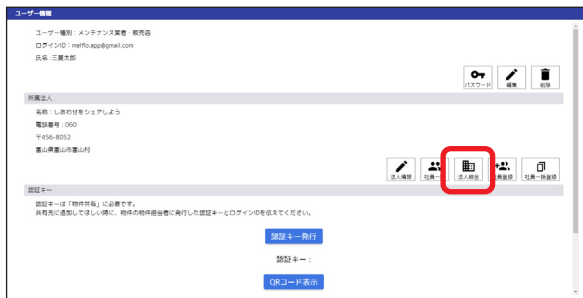 ユーザー情報
ユーザー種別：メンテナンス業者・販売店
ログインID：melflo.app@gmail.com
氏名：三菱太郎
パスワード 編集 削除
所属法人
名称：しあわせをシェアしよう
電話番号：060
〒456-8052
富山県富山市富山村
法人情報 社員一 法人統合 員登録 社員一括登録
認証キー
認証キーは「物件共有」に必要です。
共有先に追加してほしい時に、物件の物件担当者に発行した認証キーとログインIDを伝えてください。
認証キー発行
認証キー：
QRコード表示